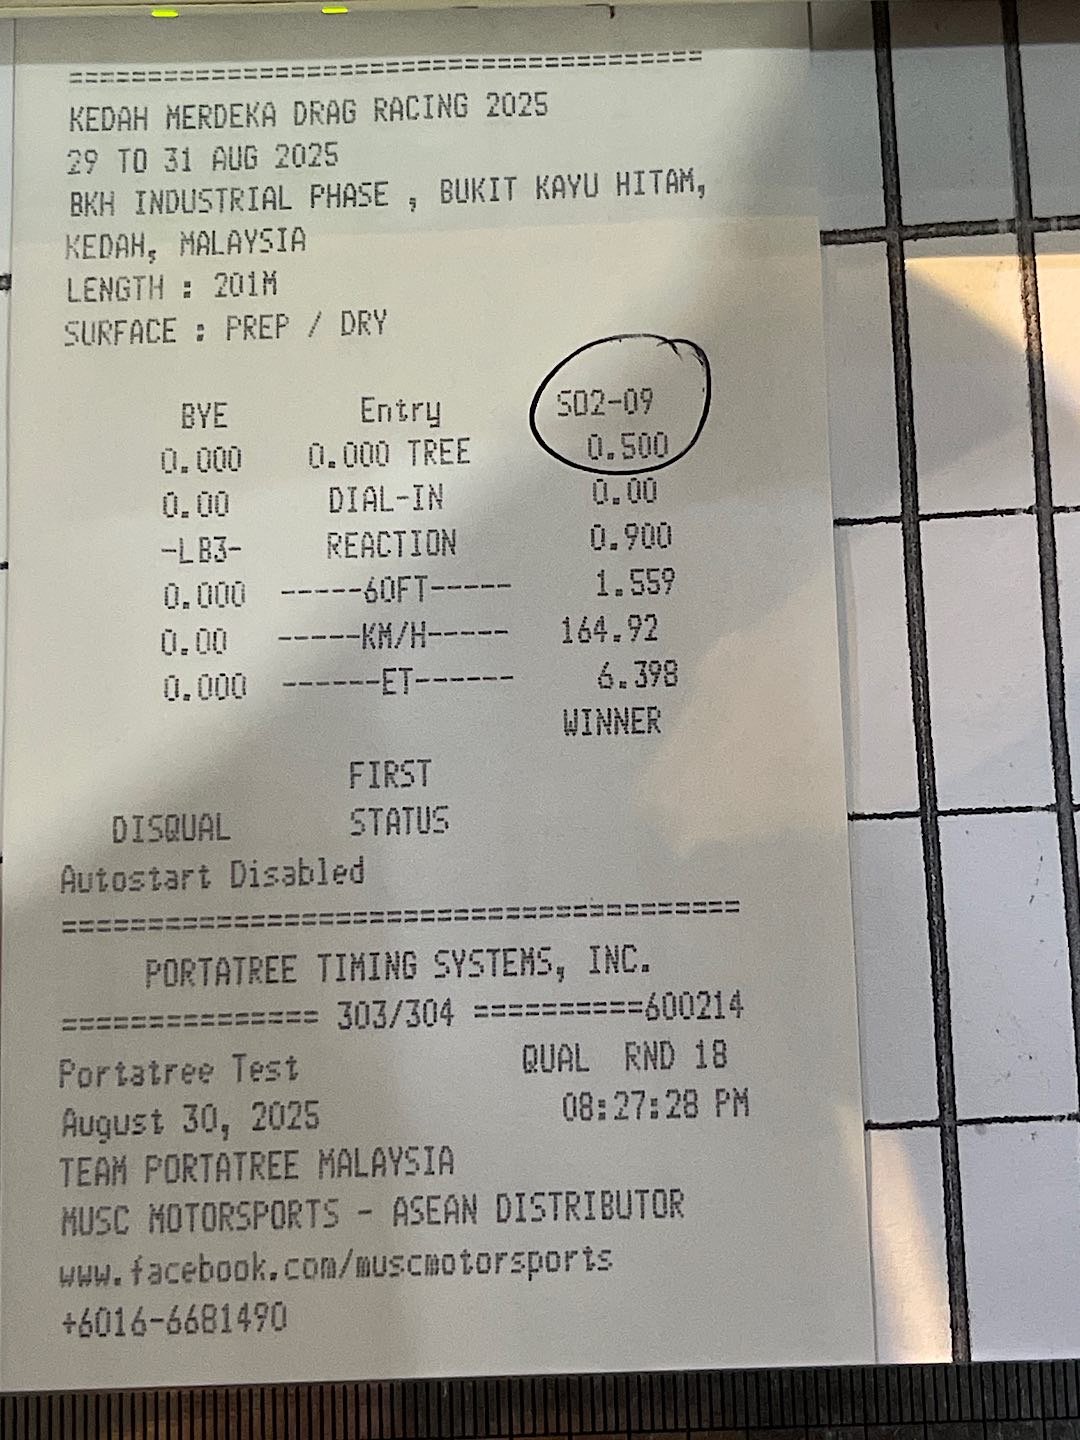 ========================================
KEDAH MERDEKA DRAG RACING 2025
29 TO 31 AUG 2025
BKH INDUSTRIAL PHASE , BUKIT KAYU HITAM,
KEDAH, MALAYSIA
LENGTH : 201M
SURFACE : PREP / DRY
BYE Entry SO2-09
0.000 0.000 TREE 0.500
0.00 DIAL-IN 0.00
-LB3- REACTION 0.900
0.000 -----60FT----- 1.559
0.00 -----KM/H----- 164.92
0.000 ------ET------ 6.398
WINNER
FIRST
DISQUAL STATUS
Autostart Disabled
========================================
PORTATREE TIMING SYSTEMS, INC.
=============== 303/304 ==========600214
Portatree Test QUAL RND 18
August 30, 2025 08:27:28 PM
TEAM PORTATREE MALAYSIA
MUSC MOTORSPORTS - ASEAN DISTRIBUTOR
www.facebook.com/muscmotorsports
+6016-6681490